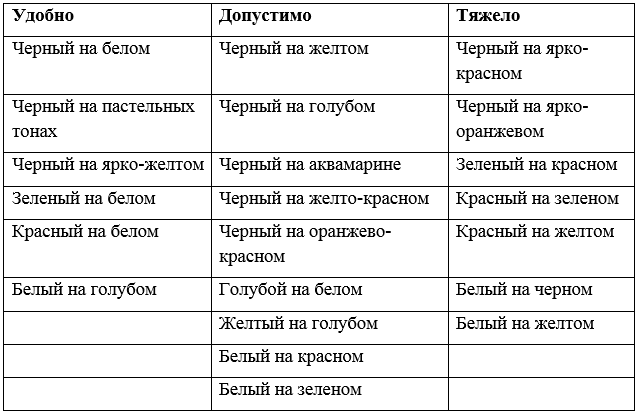 Удобно Допустимо Тяжело
Черный на белом Черный на желтом Черный на ярко-
красном
Черный на пастельных Черный на голубом Черный на ярко-
тонах оранжевом
Черный на ярко-желтом Черный на аквамарине Зеленый на красном
Зеленый на белом Черный на желто-красном Красный на зеленом
Красный на белом Черный на оранжево- Красный на желтом
красном
Белый на голубом Голубой на белом Белый на черном
Желтый на голубом Белый на желтом
Белый на красном
Белый на зеленом